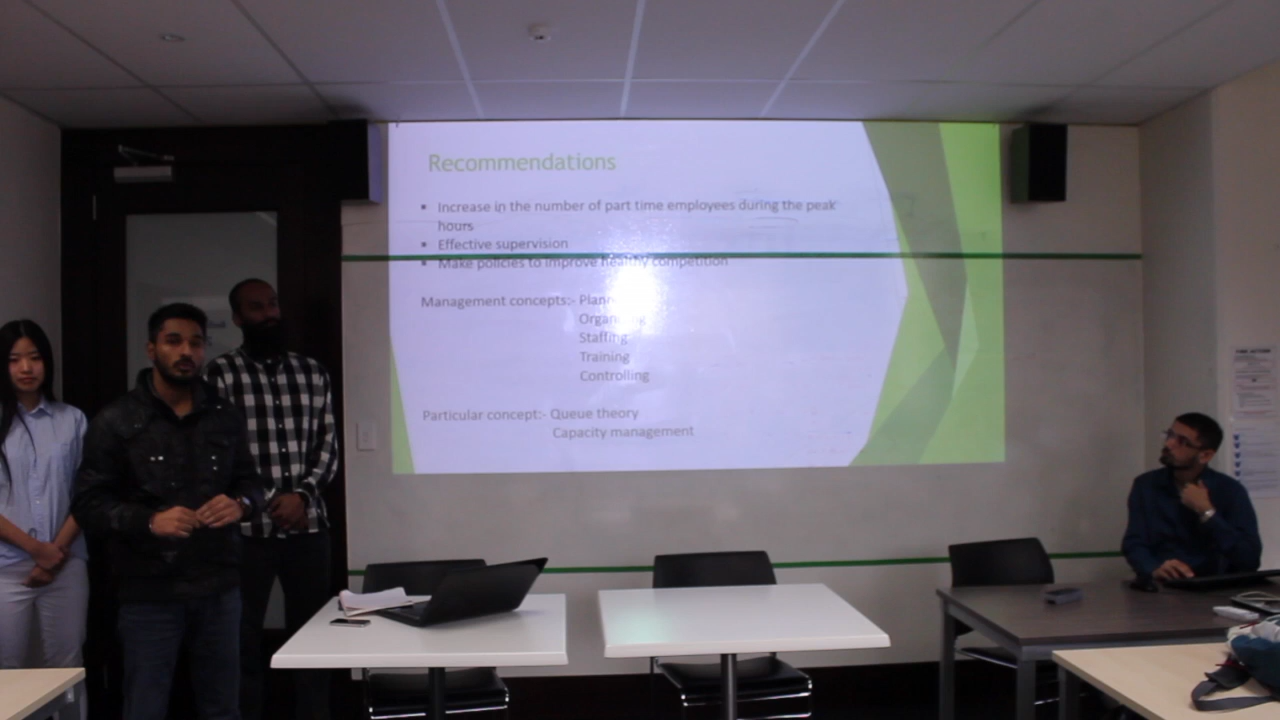 Recommendations
Increase in the number of part time employees during the peak
hours
Effective supervision
Make policies to improve healthy competition
Management concepts:-
Staffing
Training
Controlling
Particular concept:- Queue theory
Capacity management